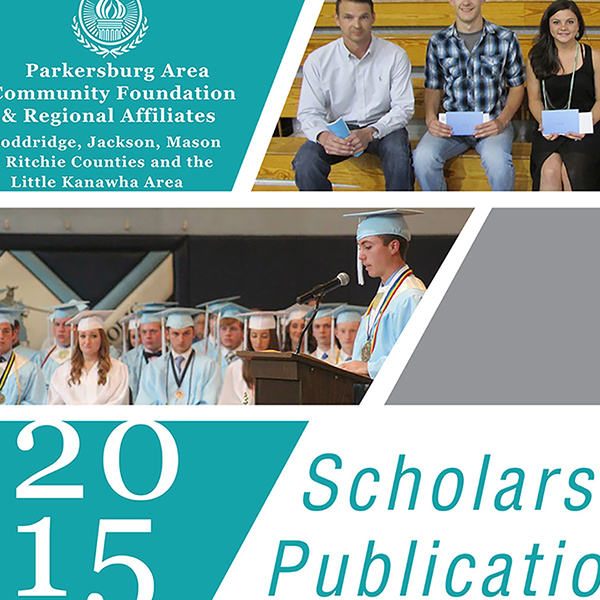 Parkersburg Area
Community Foundation
& Regional Affiliates
oddridge, Jackson, Mason
Ritchie Counties and the
Little Kanawha Area
20
15
Scholars
Publicatio